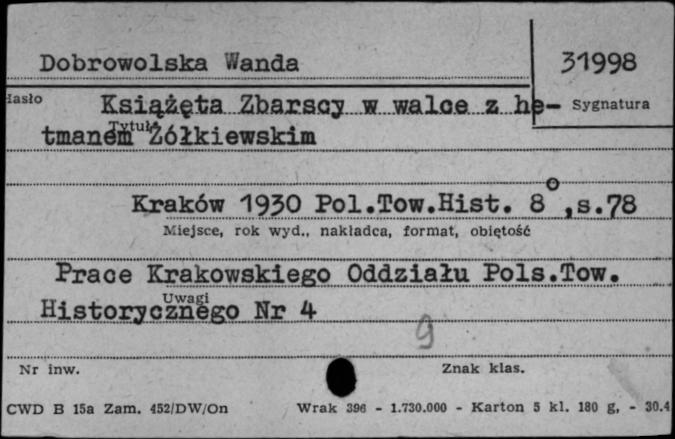 Dobrowolska Wanda
31998
Hasło
Książęta Zbarscy w walce z he-
Sygnatura
Tytuł
tmanem Żółkiewskim
Kraków 1930 Pol.Tow.Hist. 8°,s.78
Miejsce, rok wyd., nakładca, format, objętość
Prace Krakowskiego Oddziału Pols.Tow.
Uwagi
Historycznego Nr 4
9
Nr inw.
Znak klas.
CWD B 15a Zam. 452/DW/On
Wrak 396 - 1.730.000 - Karton 5 kl. 180 g, - 30.4